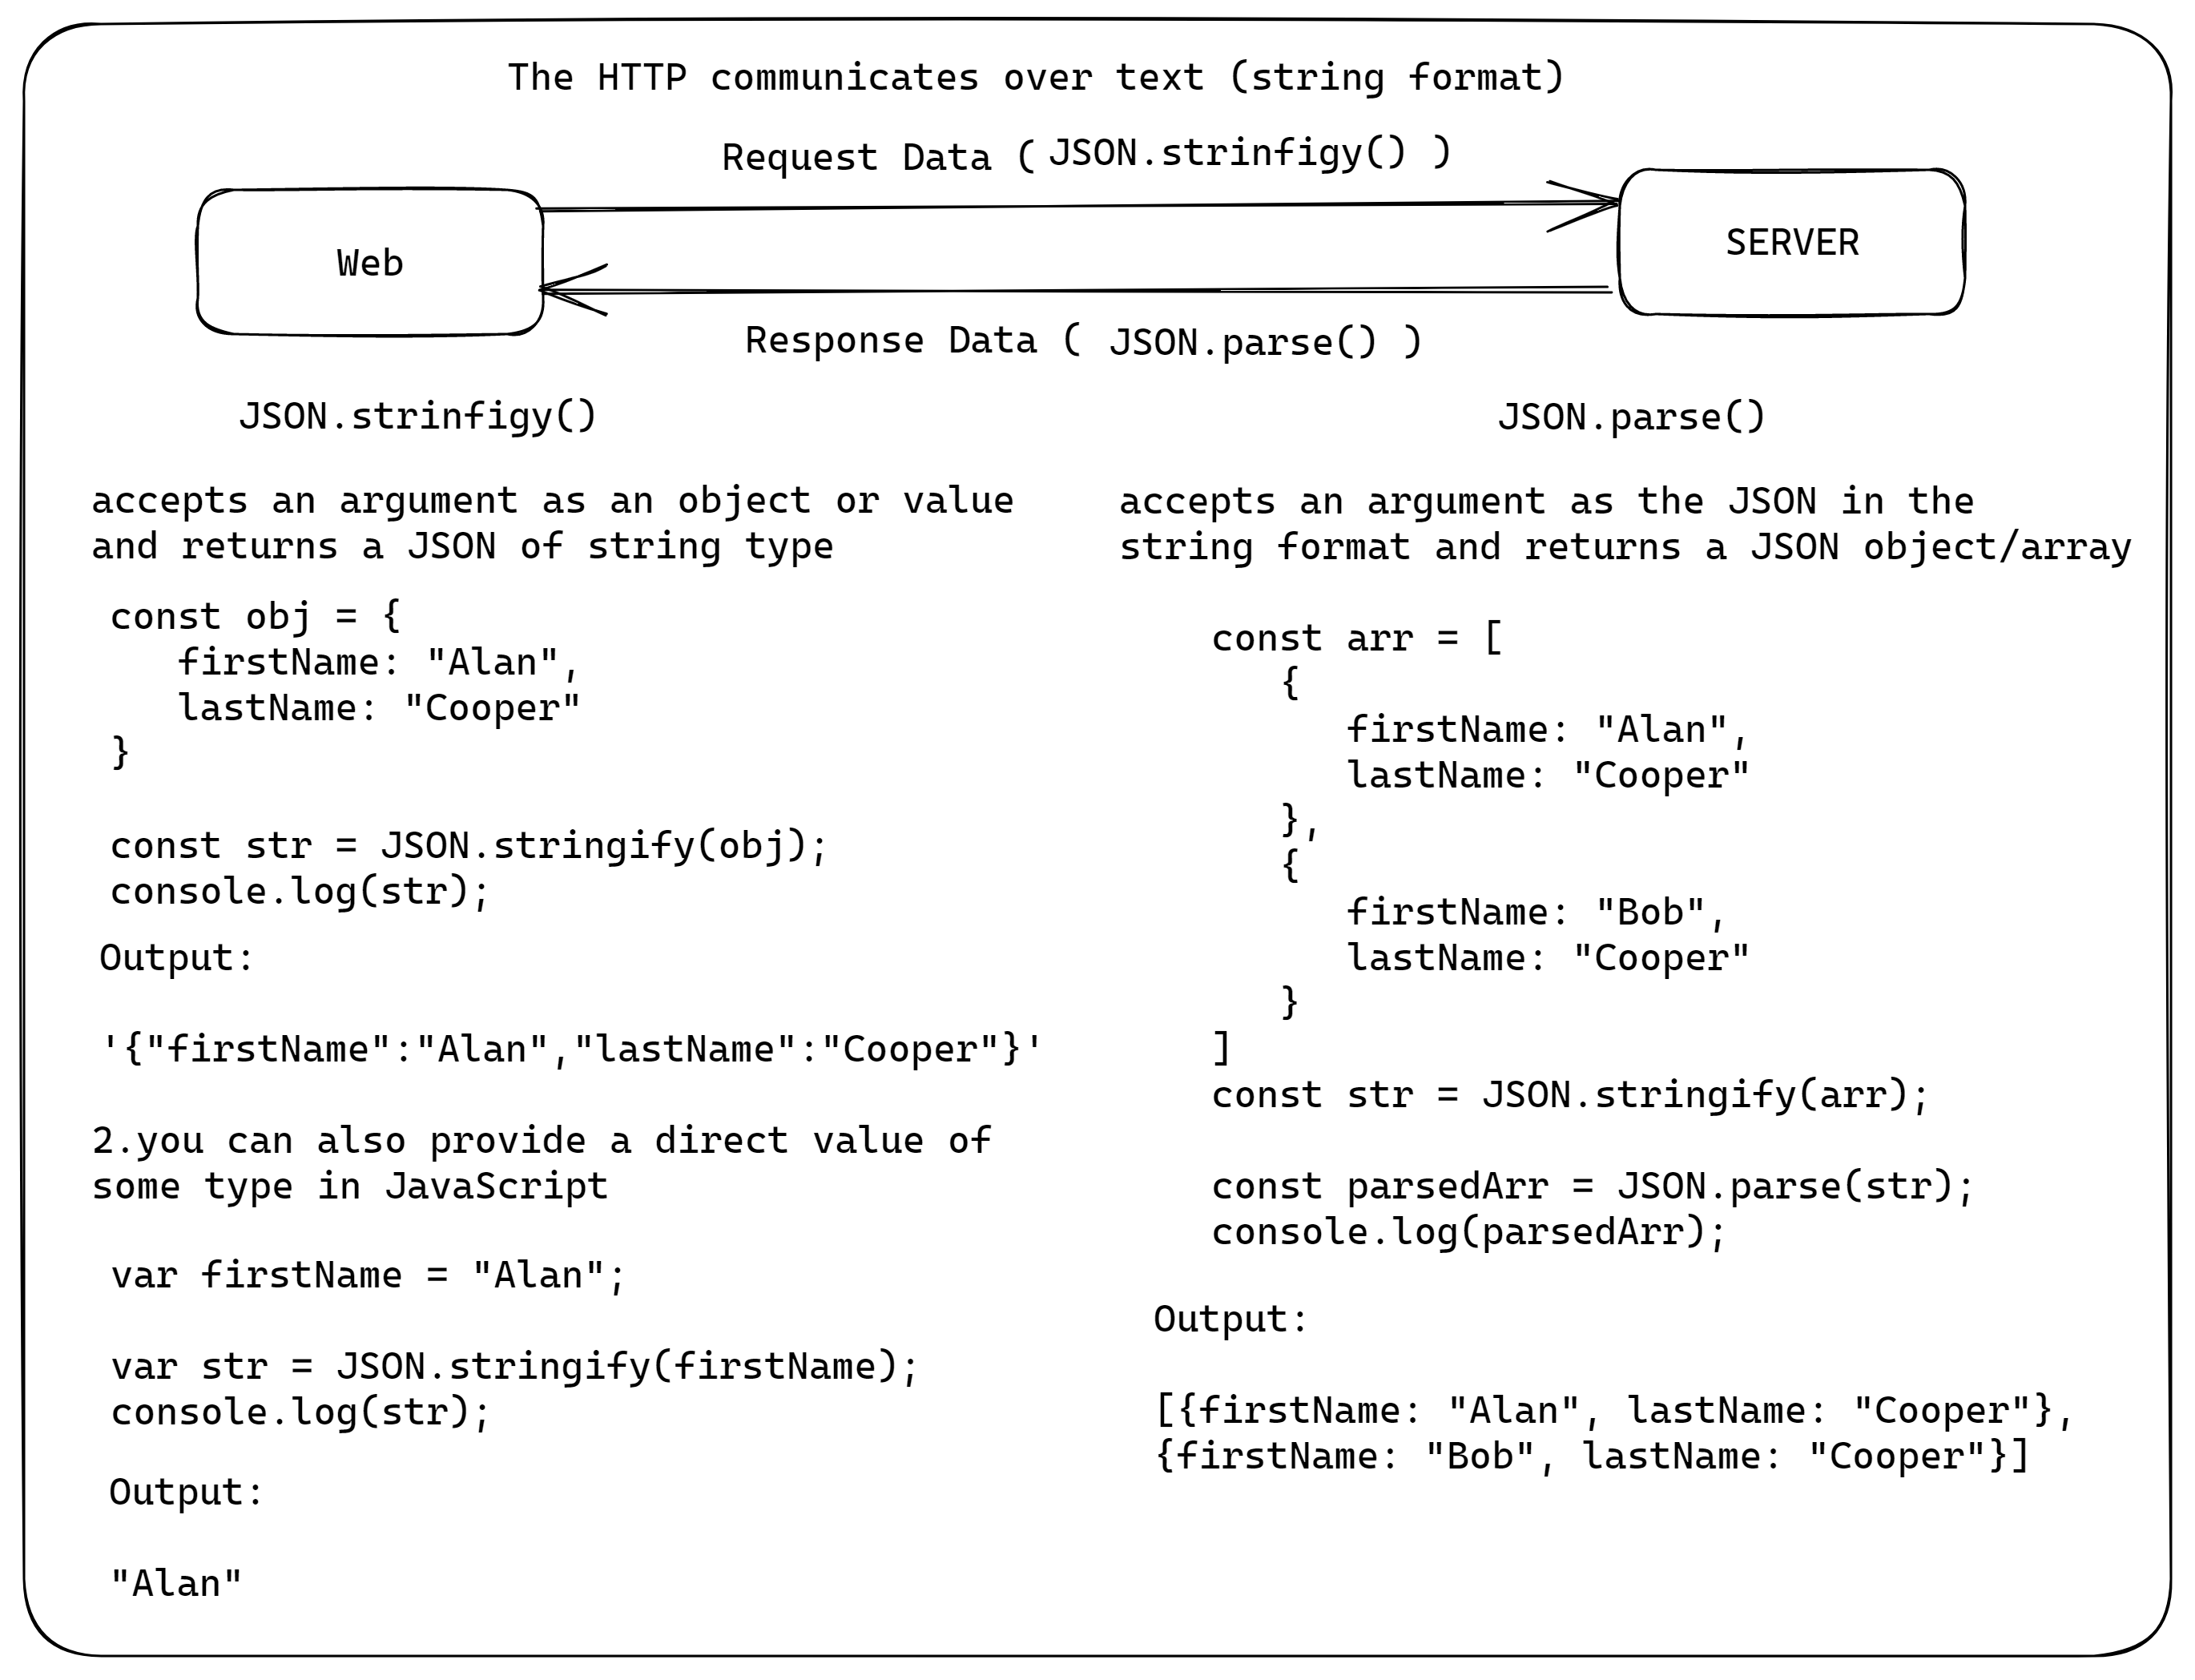 The HTTP communicates over text (string format)
Request Data ( JSON.strinfigy() )
Web
SERVER
Response Data ( JSON.parse() )
JSON.strinfigy()
accepts an argument as an object or value
and returns a JSON of string type
const obj = {
   firstName: "Alan",
   lastName: "Cooper"
}
const str = JSON.stringify(obj);
console.log(str);
Output:
'{"firstName":"Alan","lastName":"Cooper"}'
2.you can also provide a direct value of
some type in JavaScript
var firstName = "Alan";
var str = JSON.stringify(firstName);
console.log(str);
Output:
"Alan"
JSON.parse()
accepts an argument as the JSON in the
string format and returns a JSON object/array
const arr = [
   {
      firstName: "Alan",
      lastName: "Cooper"
   },
   {
      firstName: "Bob",
      lastName: "Cooper"
   }
]
const str = JSON.stringify(arr);
const parsedArr = JSON.parse(str);
console.log(parsedArr);
Output:
[{firstName: "Alan", lastName: "Cooper"},
{firstName: "Bob", lastName: "Cooper"}]